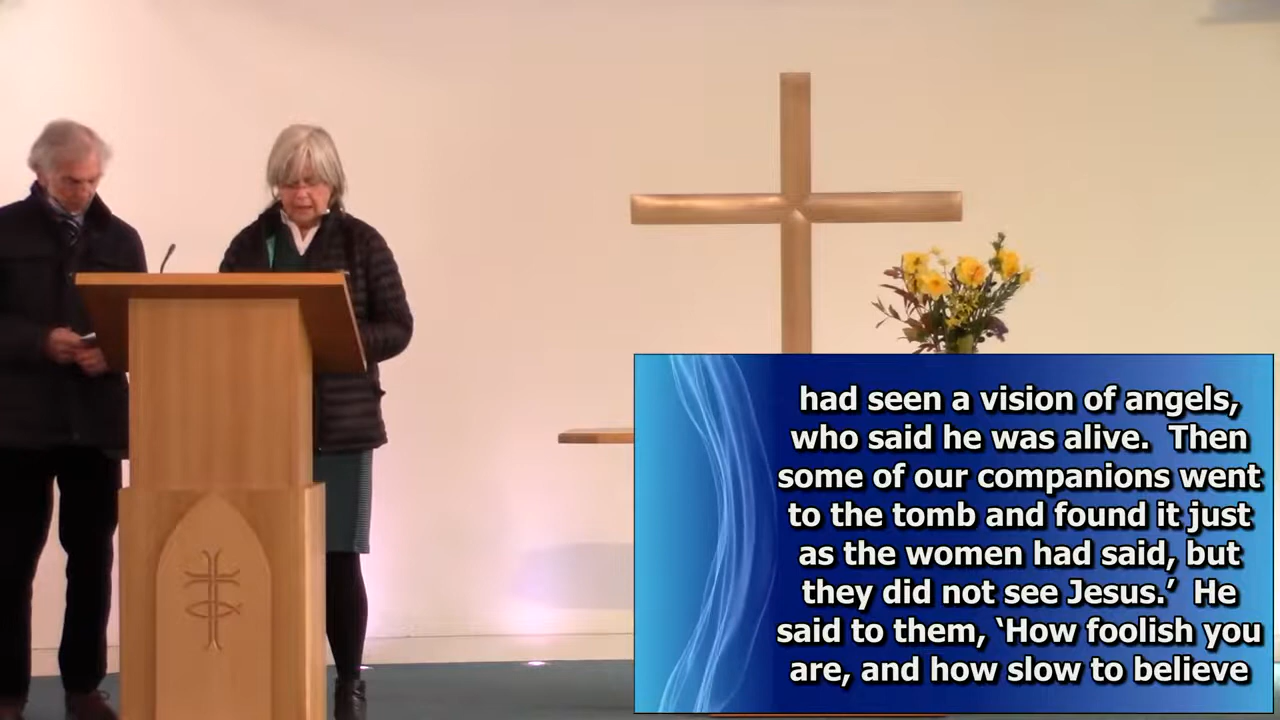 had seen a vision of angels,
who said he was alive.  Then
some of our companions went
to the tomb and found it just
as the women had said, but
they did not see Jesus.’  He
said to them, ‘How foolish you
are, and how slow to believe